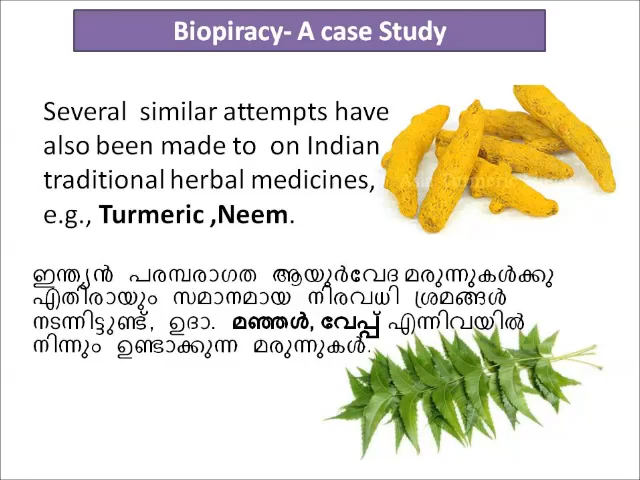 Biopiracy- A case Study
Several similar attempts have
also been made to on Indian
traditional herbal medicines,
e.g., Turmeric ,Neem.
ഇന്ത്യൻ പരമ്പരാഗത ആയുർവേദ മരുന്നുകൾക്കു
എതിരായും സമാനമായ നിരവധി ശ്രമങ്ങൾ
നടന്നിട്ടുണ്ട്, ഉദാ. മഞ്ഞൾ, വേപ്പ് എന്നിവയിൽ
നിന്നും ഉണ്ടാക്കുന്ന മരുന്നുകൾ.